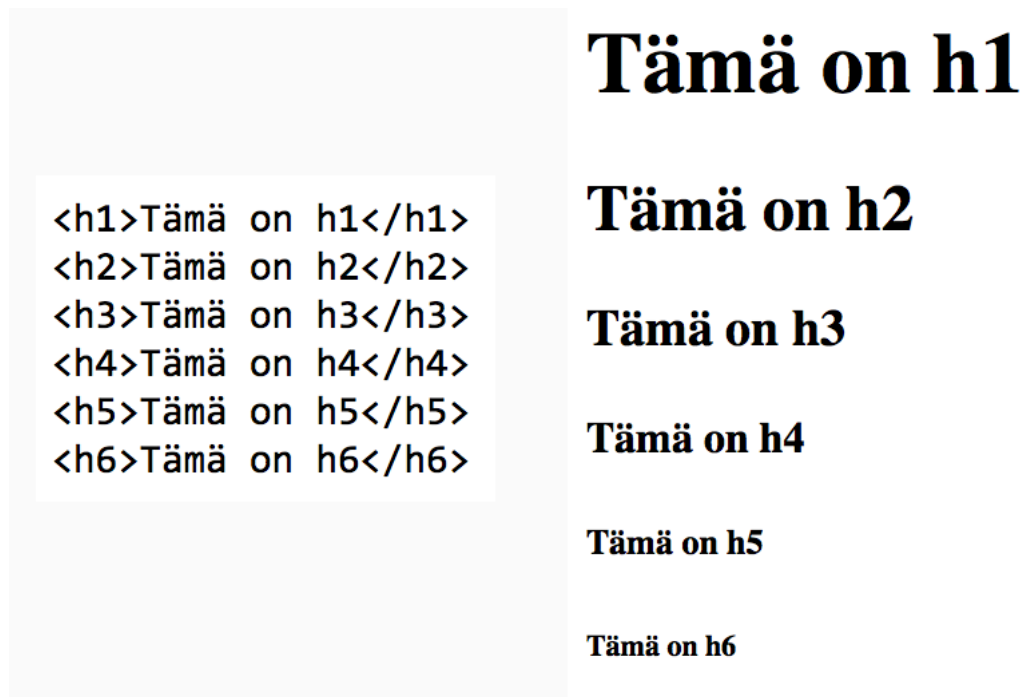 <h1>Tämä on h1</h1>
<h2>Tämä on h2</h2>
<h3>Tämä on h3</h3>
<h4>Tämä on h4</h4>
<h5>Tämä on h5</h5>
<h6>Tämä on h6</h6>
Tämä on h1
Tämä on h2
Tämä on h3
Tämä on h4
Tämä on h5
Tämä on h6